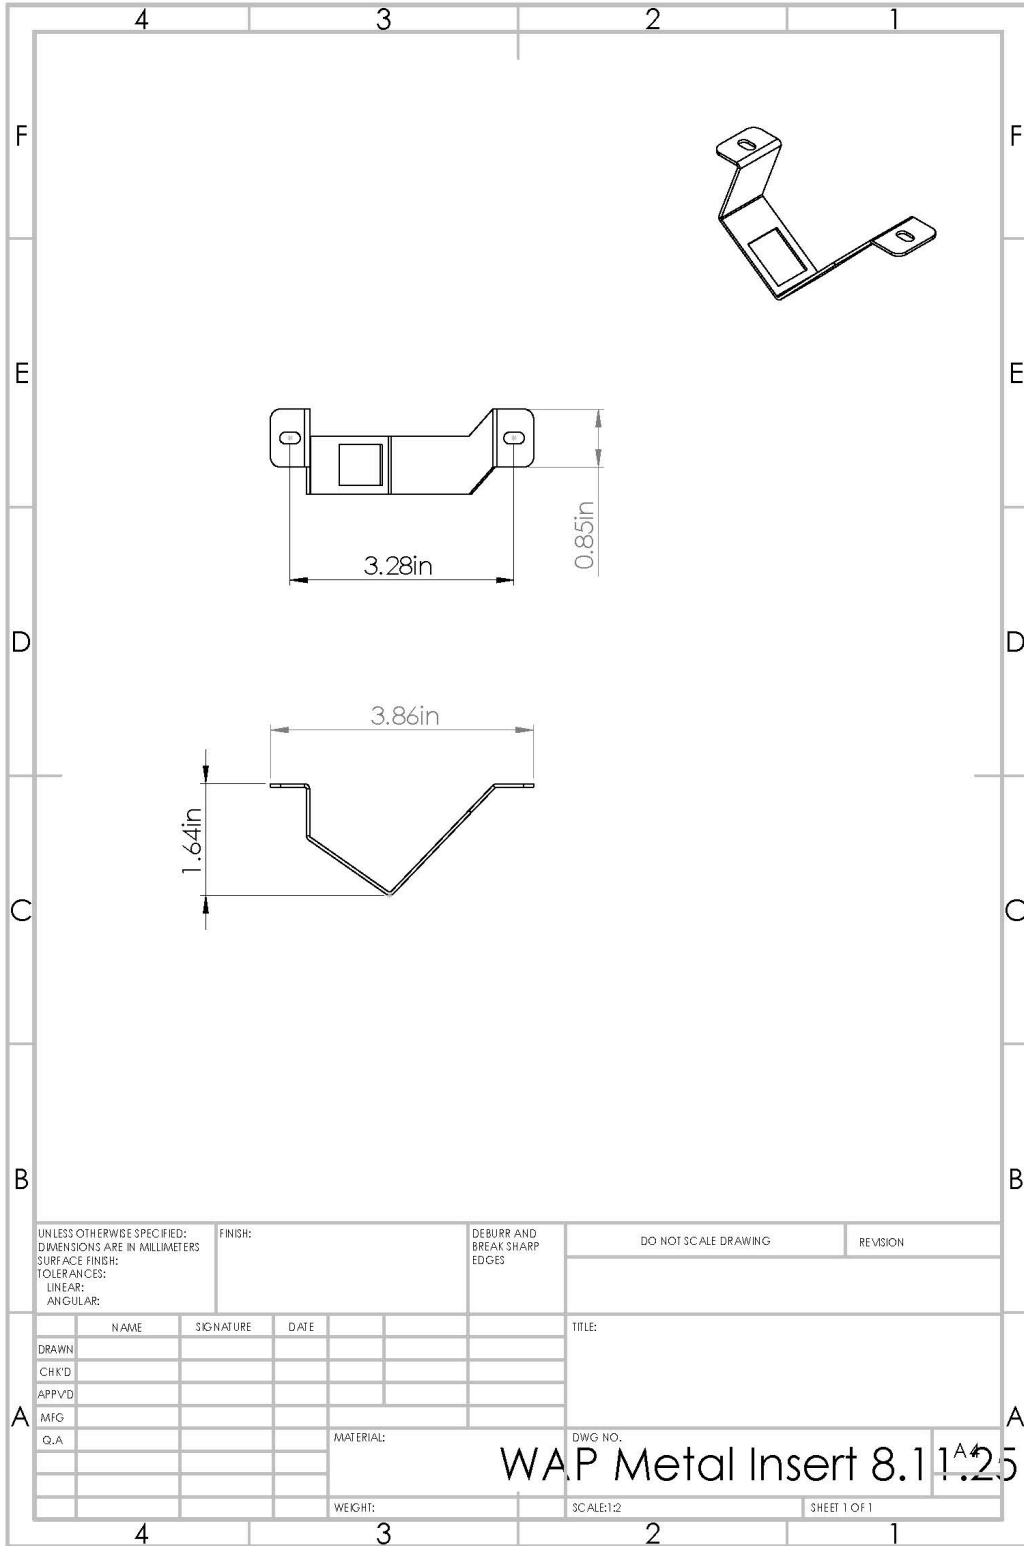 4 3 2 1
F F
E E
0.85in
3.28in
D D
3.86in
1.64in
C C
B B
UNLESS OTHERWISE SPECIFIED:
DIMENSIONS ARE IN MILLIMETERS
SURFACE FINISH:
TOLERANCES:
LINEAR:
ANGULAR:
FINISH:
DEBURR AND
BREAK SHARP
EDGES
DO NOT SCALE DRAWING
REVISION
NAME SIGNATURE DATE
TITLE:
DRAWN
CHK'D
APPV'D
MFG
A A
Q.A
MATERIAL:
DWG NO.
WAP Metal Insert 8.11.25
A4
WEIGHT:
SCALE:1:2
SHEET 1 OF 1
4 3 2 1